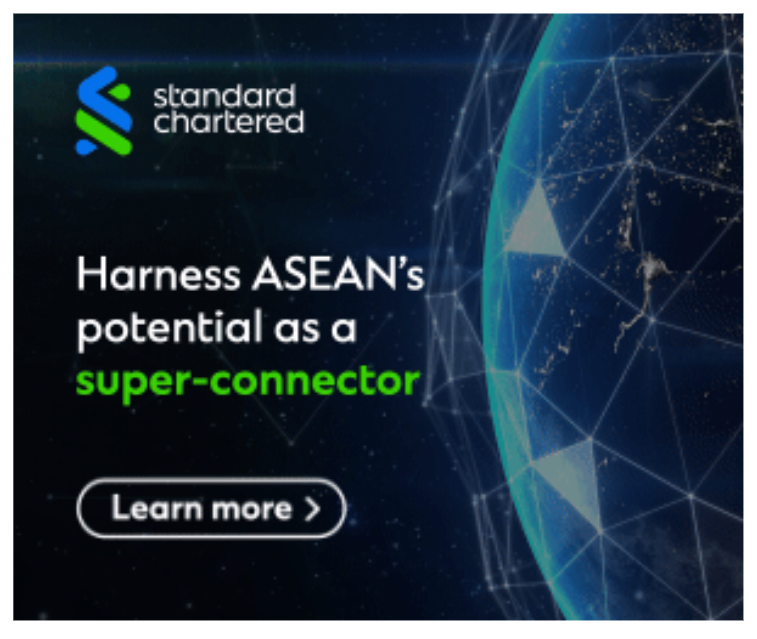 standard
chartered
Harness ASEAN’s
potential as a
super-connector
Learn more >